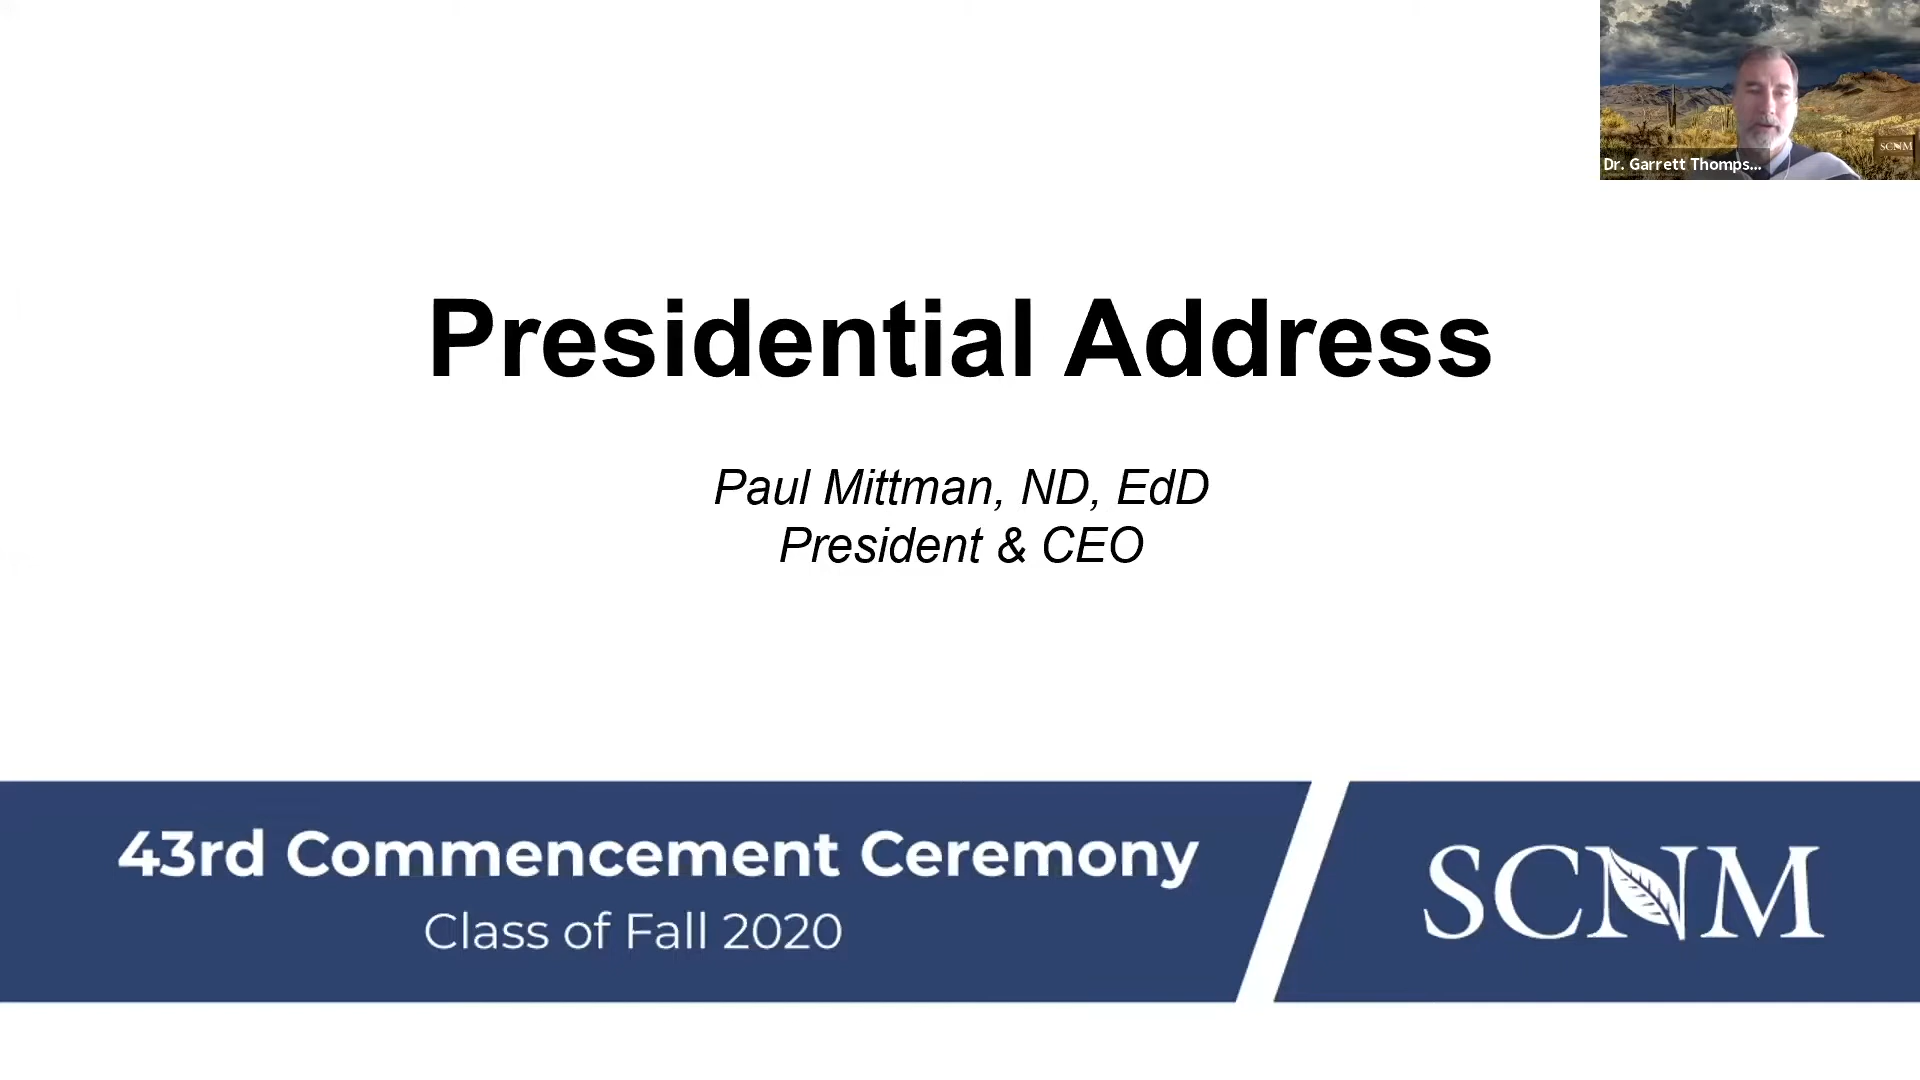 SCNM
Dr. Garrett Thomps...
Presidential Address
Paul Mittman, ND, EdD
President & CEO
43rd Commencement Ceremony
Class of Fall 2020
SCNM